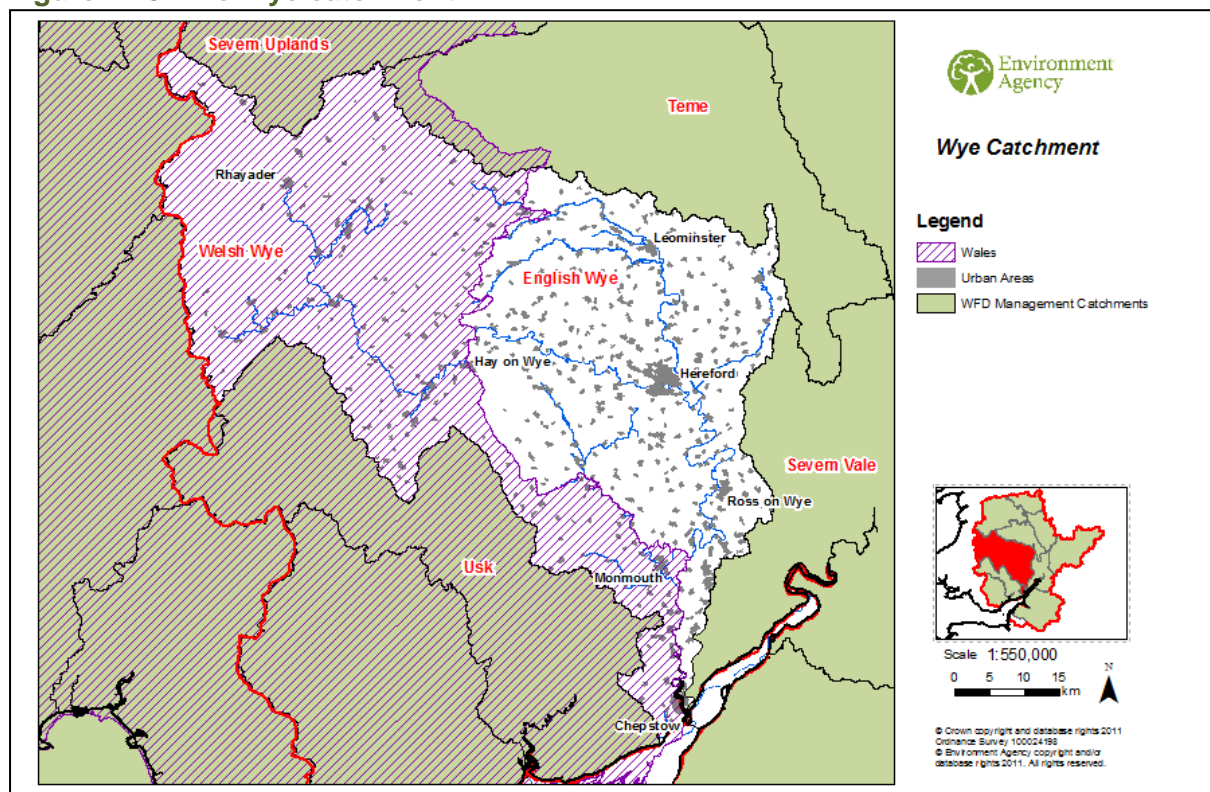 Severn Uplands
Teme
Rhayader
Welsh Wye
Leominster
English Wye
Hay on Wye
Hereford
Severn Vale
Ross on Wye
Usk
Monmouth
Chepstow
Environment
Agency
Wye Catchment
Legend
Wales
Urban Areas
WFD Management Catchments
Scale 1:550,000
N
0 5 10 15
km
© Crown copyright and database rights 2011
Ordnance Survey 100024198
© Environment Agency copyright and/or
database rights 2011. All rights reserved.